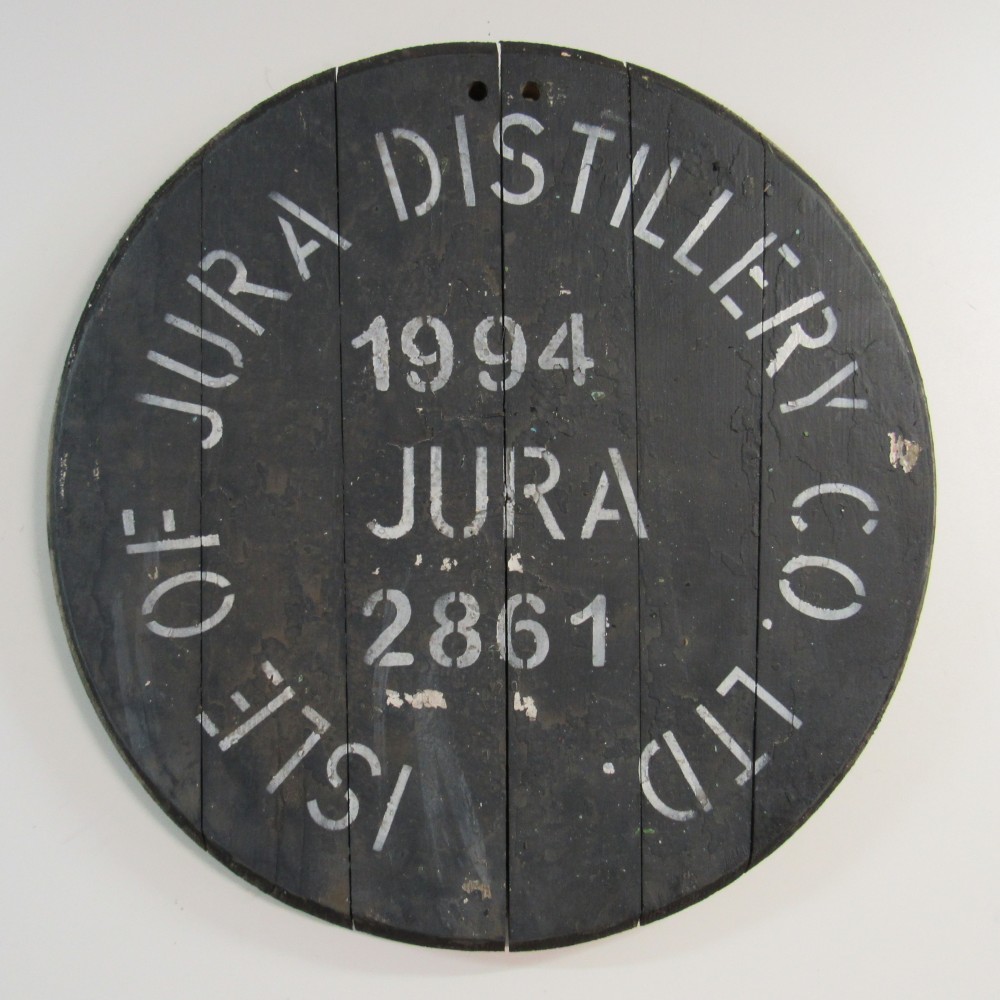 ISLE OF JURA DISTILLERY CO. LTD.
1994
JURA
2861